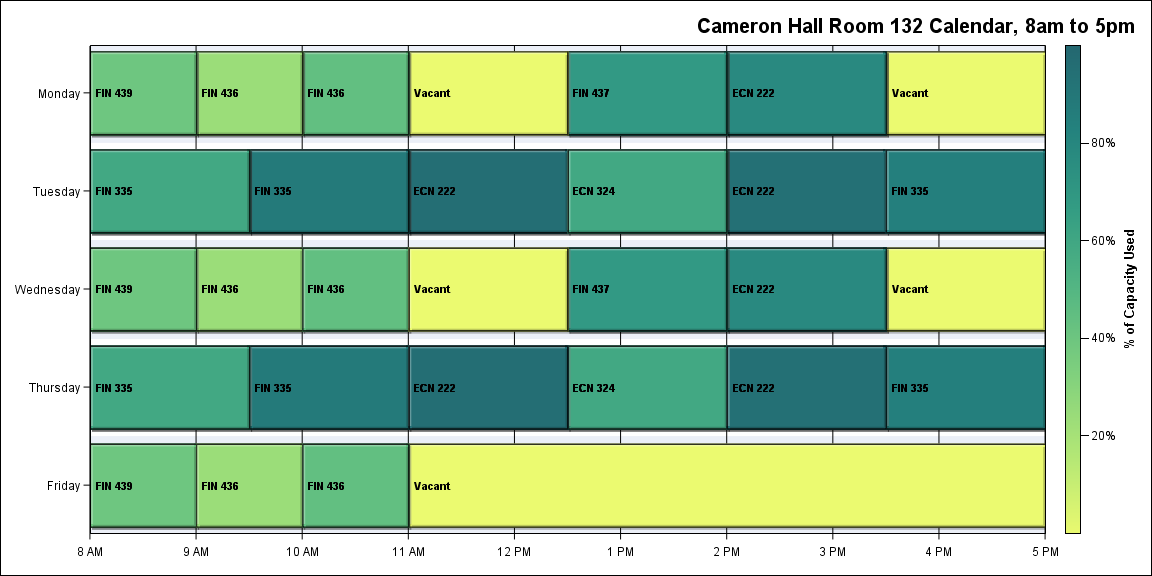 Cameron Hall Room 132 Calendar, 8am to 5pm
Monday
FIN 439 FIN 436 FIN 436 Vacant FIN 437 ECN 222 Vacant
Tuesday
FIN 335 FIN 335 ECN 222 ECN 324 ECN 222 FIN 335
Wednesday
FIN 439 FIN 436 FIN 436 Vacant FIN 437 ECN 222 Vacant
Thursday
FIN 335 FIN 335 ECN 222 ECN 324 ECN 222 FIN 335
Friday
FIN 439 FIN 436 FIN 436 Vacant
8 AM 9 AM 10 AM 11 AM 12 PM 1 PM 2 PM 3 PM 4 PM 5 PM
80%
60%
40%
20%
% of Capacity Used